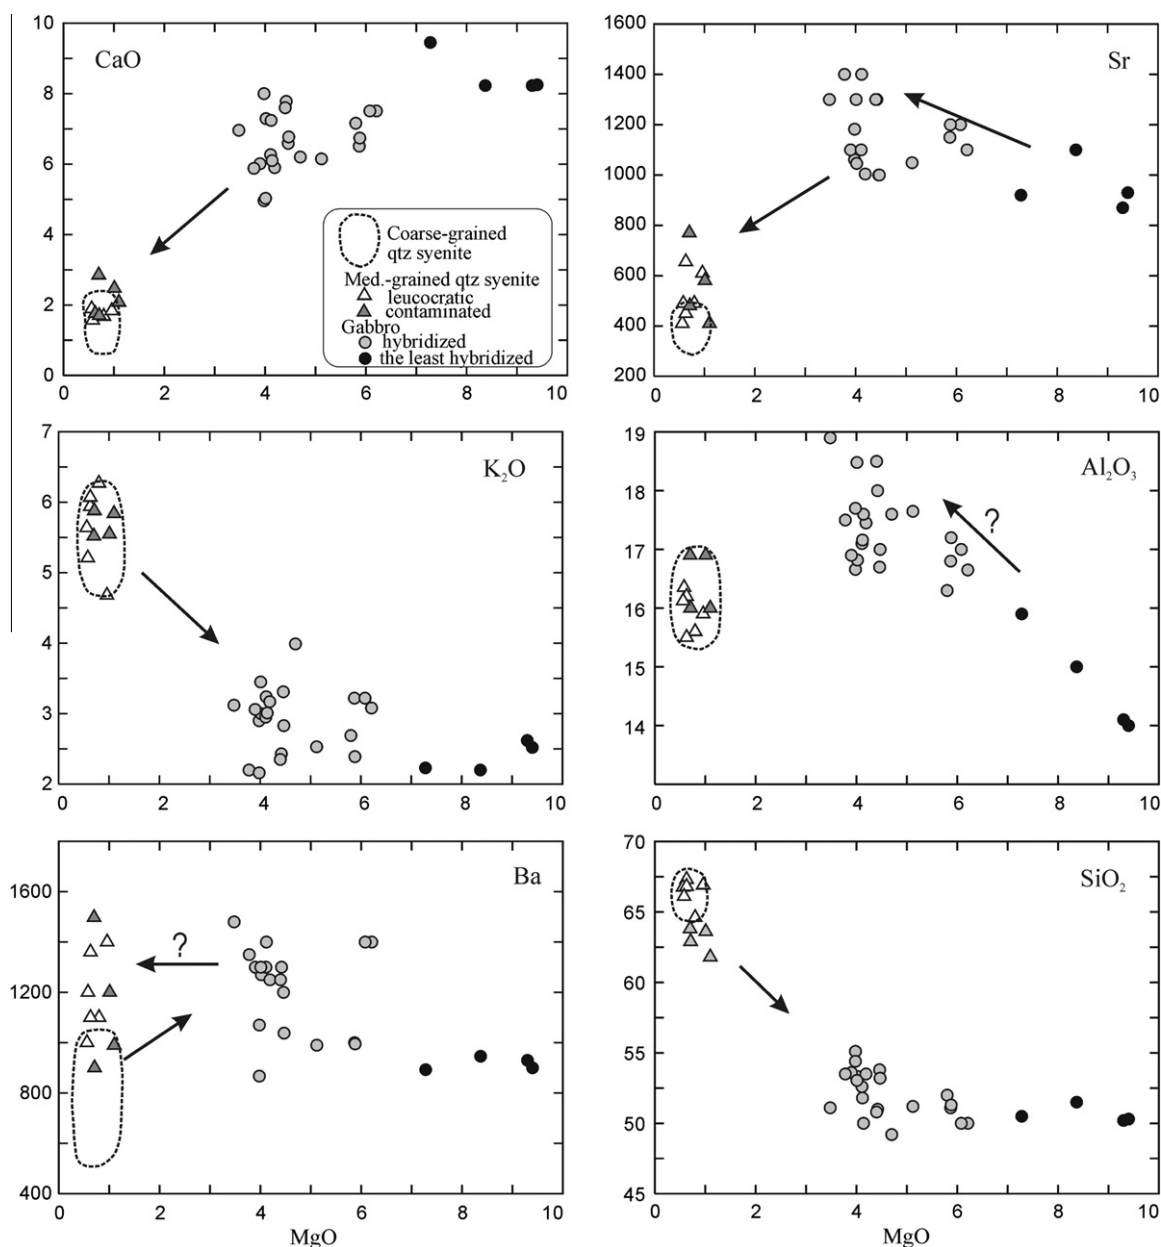 CaO
10
8
6
4
2
0
0 2 4 6 8 10
Coarse-grained
qtz syenite
Med.-grained qtz syenite
leucocratic
contaminated
Gabbro
hybridized
the least hybridized
Sr
1600
1400
1200
1000
800
600
400
200
0 2 4 6 8 10
K₂O
7
6
5
4
3
2
0 2 4 6 8 10
Al₂O₃
19
18
17
16
15
14
?
0 2 4 6 8 10
Ba
1600
1200
800
400
?
0 2 4 6 8 10
MgO
SiO₂
70
65
60
55
50
45
0 2 4 6 8 10
MgO